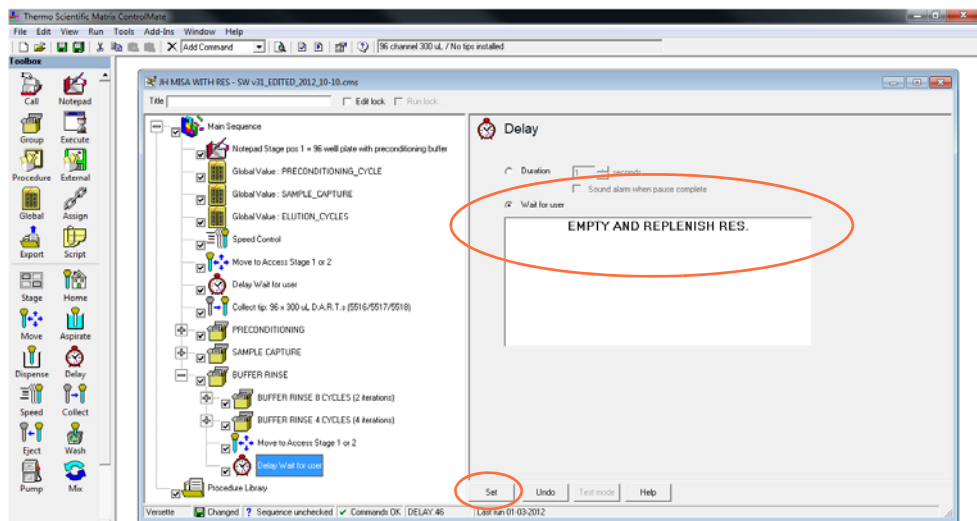 Thermo Scientific Matrix ControlMate
File Edit View Run Tools Add-Ins Window Help
Add Command 96 channel 300 uL / No tips installed
Toolbox
Call Notepad
Group Execute
Procedure External
Global Assign
Export Script
Stage Home
Move Aspirate
Dispense Delay
Speed Collect
Eject Wash
Pump Mix
JH MISA WITH RES - SW v31_EDITED_2012_10-10.cms
Title Edit lock Run lock
Main Sequence
Notepad Stage pos 1 = 96 well plate with preconditioning buffer
Global Value : PRECONDITIONING_CYCLE
Global Value : SAMPLE_CAPTURE
Global Value : ELUTION_CYCLES
Speed Control
Move to Access Stage 1 or 2
Delay Wait for user
Collect tip: 96 x 300 uL D.A.R.T.s (5516/5517/5518)
PRECONDITIONING
SAMPLE CAPTURE
BUFFER RINSE
BUFFER RINSE 8 CYCLES (2 iterations)
BUFFER RINSE 4 CYCLES (4 iterations)
Move to Access Stage 1 or 2
Delay Wait for user
Procedure Library
Delay
Duration 1 seconds
Sound alarm when pause complete
Wait for user
EMPTY AND REPLENISH RES.
Set Undo Test mode Help
Versette Changed ? Sequence unchecked Commands OK DELAY.46 Last run 01-03-2012